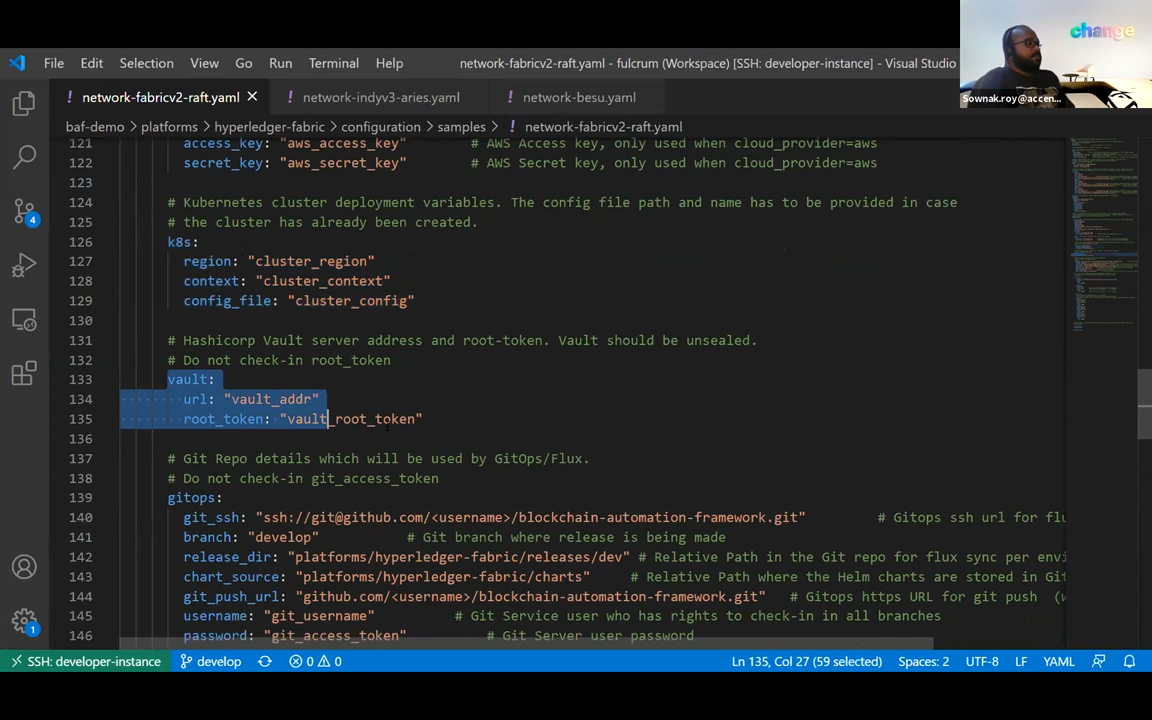 change
Sownak.roy@accen...
File Edit Selection View Go Run Terminal Help
network-fabricv2-raft.yaml - fulcrum (Workspace) [SSH: developer-instance] - Visual Studio
! network-fabricv2-raft.yaml ! network-indyv3-aries.yaml ! network-besu.yaml
baf-demo > platforms > hyperledger-fabric > configuration > samples > ! network-fabricv2-raft.yaml
121 access_key: "aws_access_key" # AWS Access key, only used when cloud_provider=aws
122 secret_key: "aws_secret_key" # AWS Secret key, only used when cloud_provider=aws
123
124 # Kubernetes cluster deployment variables. The config file path and name has to be provided in case
125 # the cluster has already been created.
126 k8s:
127 region: "cluster_region"
128 context: "cluster_context"
129 config_file: "cluster_config"
130
131 # Hashicorp Vault server address and root-token. Vault should be unsealed.
132 # Do not check-in root_token
133 vault:
134 url: "vault_addr"
135 root_token: "vault_root_token"
136
137 # Git Repo details which will be used by GitOps/Flux.
138 # Do not check-in git_access_token
139 gitops:
140 git_ssh: "ssh://git@github.com/<username>/blockchain-automation-framework.git" # Gitops ssh url for flu
141 branch: "develop" # Git branch where release is being made
142 release_dir: "platforms/hyperledger-fabric/releases/dev" # Relative Path in the Git repo for flux sync per envi
143 chart_source: "platforms/hyperledger-fabric/charts" # Relative Path where the Helm charts are stored in Git
144 git_push_url: "github.com/<username>/blockchain-automation-framework.git" # Gitops https URL for git push (w
145 username: "git_username" # Git Service user who has rights to check-in in all branches
146 password: "git_access_token" # Git Server user password
4
1
SSH: developer-instance develop 0 0 Ln 135, Col 27 (59 selected) Spaces: 2 UTF-8 LF YAML